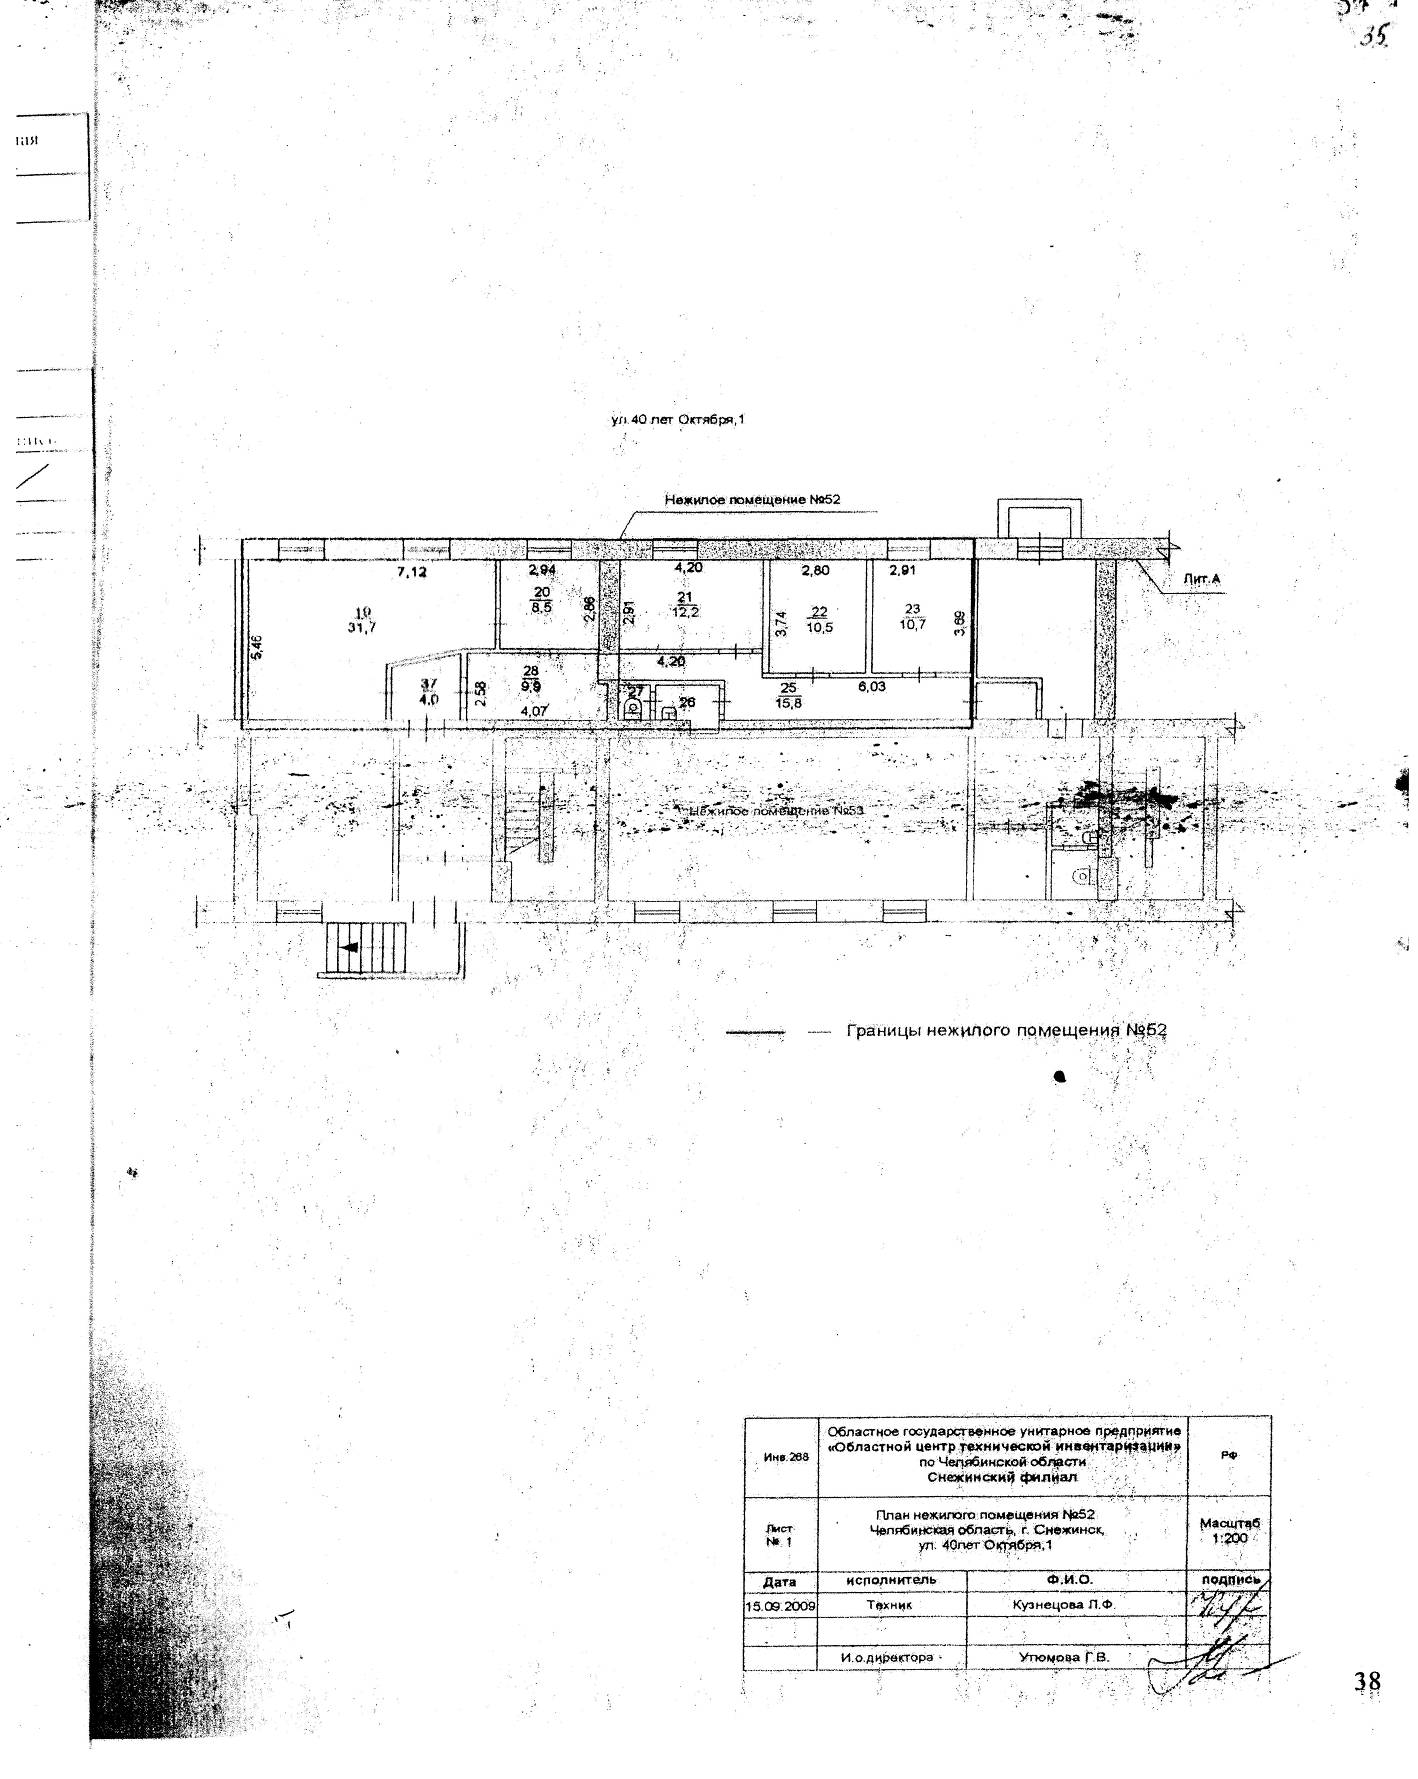 35
ул.40 лет Октября,1
Нежилое помещение №52
Лит.А
7,12
2,94
4,20
2,80
2,91
19
31,7
20
8,5
2,86
2,91
21
12,2
3,74
22
10,5
23
10,7
3,69
5,46
37
4,0
2,58
28
9,9
4,07
4,20
27
26
25
15,8
6,03
Нежилое помещение №53
— Границы нежилого помещения №52
Инв.268
Областное государственное унитарное предприятие
«Областной центр технической инвентаризации»
по Челябинской области
Снежинский филиал
РФ
Лист
№ 1
План нежилого помещения №52
Челябинская область, г. Снежинск,
ул. 40лет Октября,1
Масштаб
1:200
Дата исполнитель Ф.И.О. подпись
15.09.2009 Техник Кузнецова Л.Ф.
И.о.директора Утюмова Г.В.
38